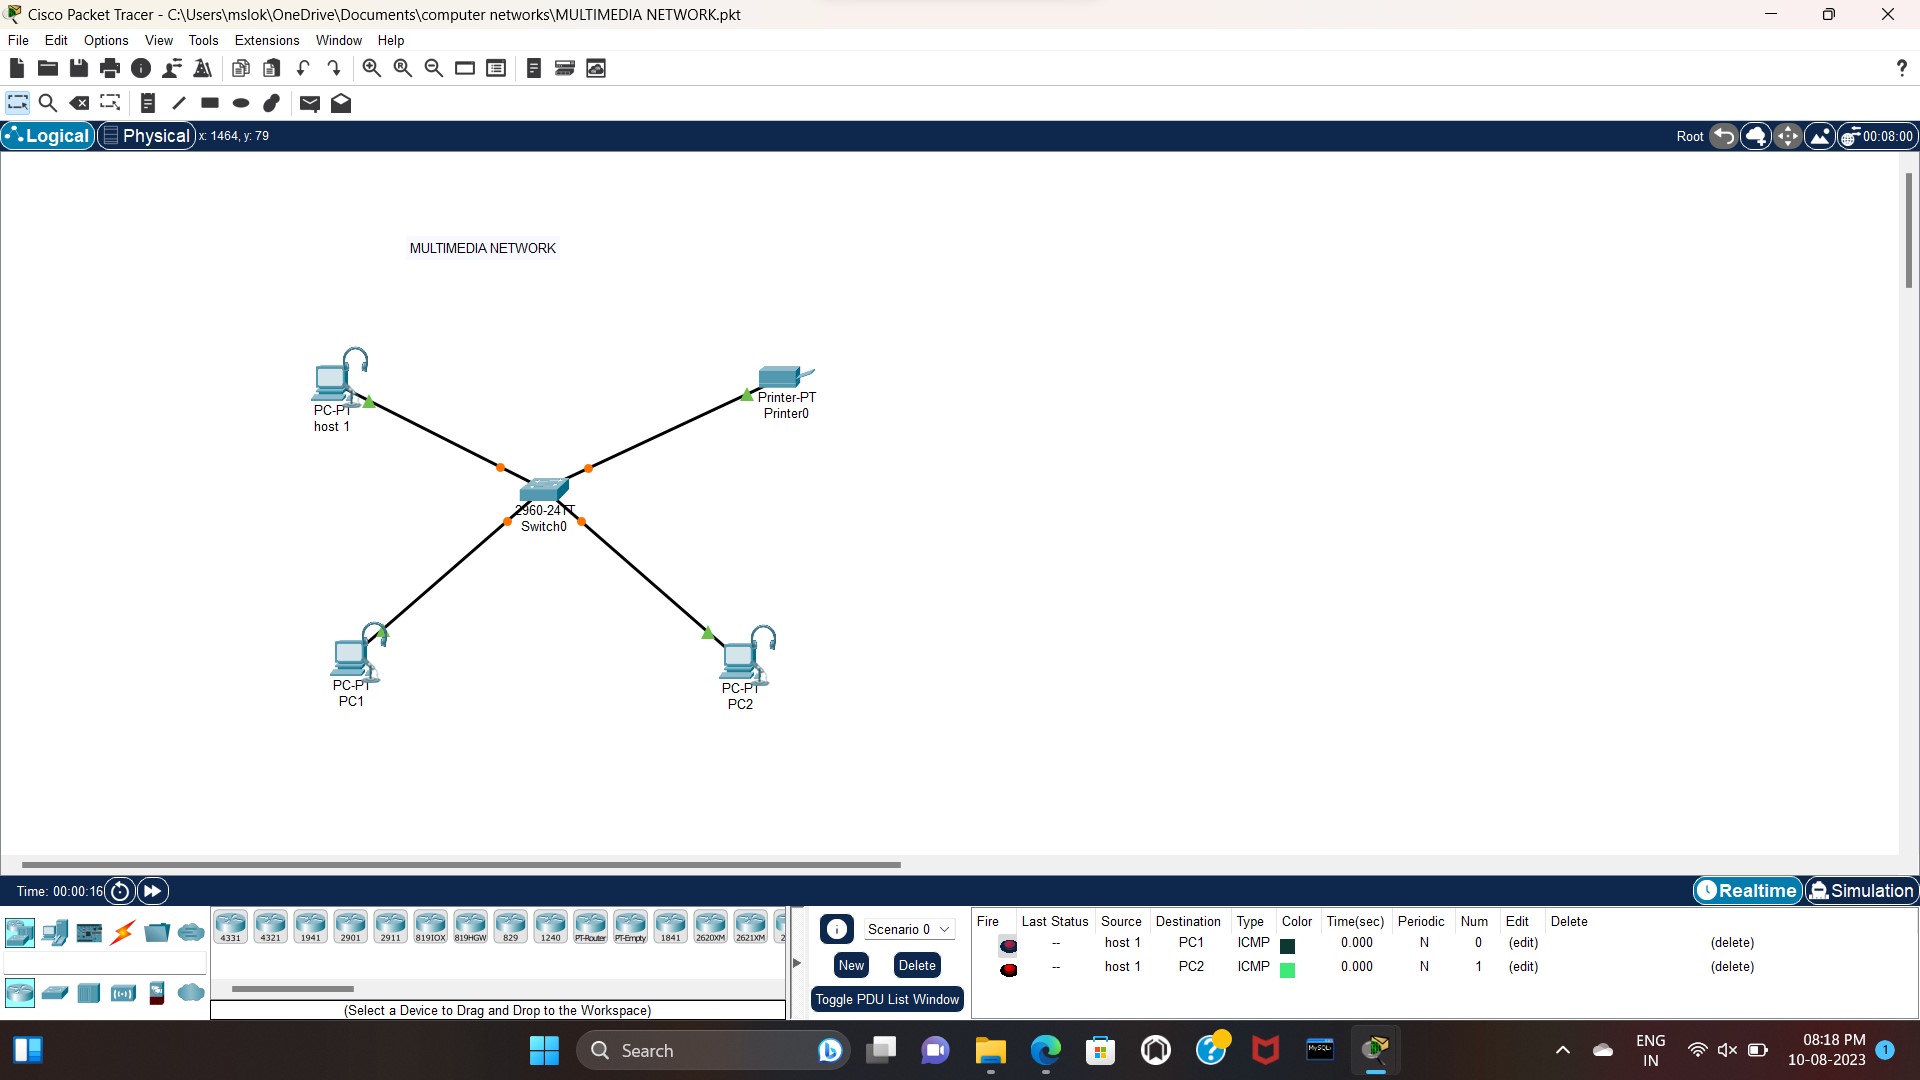 Cisco Packet Tracer - C:\Users\mslok\OneDrive\Documents\computer networks\MULTIMEDIA NETWORK.pkt
File Edit Options View Tools Extensions Window Help
?
Logical Physical x: 1464, y: 79 Root 00:08:00
MULTIMEDIA NETWORK
PC-PT
host 1
Printer-PT
Printer0
2960-24TT
Switch0
PC-PT
PC1
PC-PT
PC2
Time: 00:00:16 Realtime Simulation
4331 4321 1941 2901 2911 819IOX 819HGW 829 1240 PT-Router PT-Empty 1841 2620XM 2621XM 2
(Select a Device to Drag and Drop to the Workspace)
Scenario 0
New Delete
Toggle PDU List Window
Fire Last Status Source Destination Type Color Time(sec) Periodic Num Edit Delete
-- host 1 PC1 ICMP 0.000 N 0 (edit) (delete)
-- host 1 PC2 ICMP 0.000 N 1 (edit) (delete)
Search
MySQL
ENG
IN
08:18 PM
10-08-2023
1